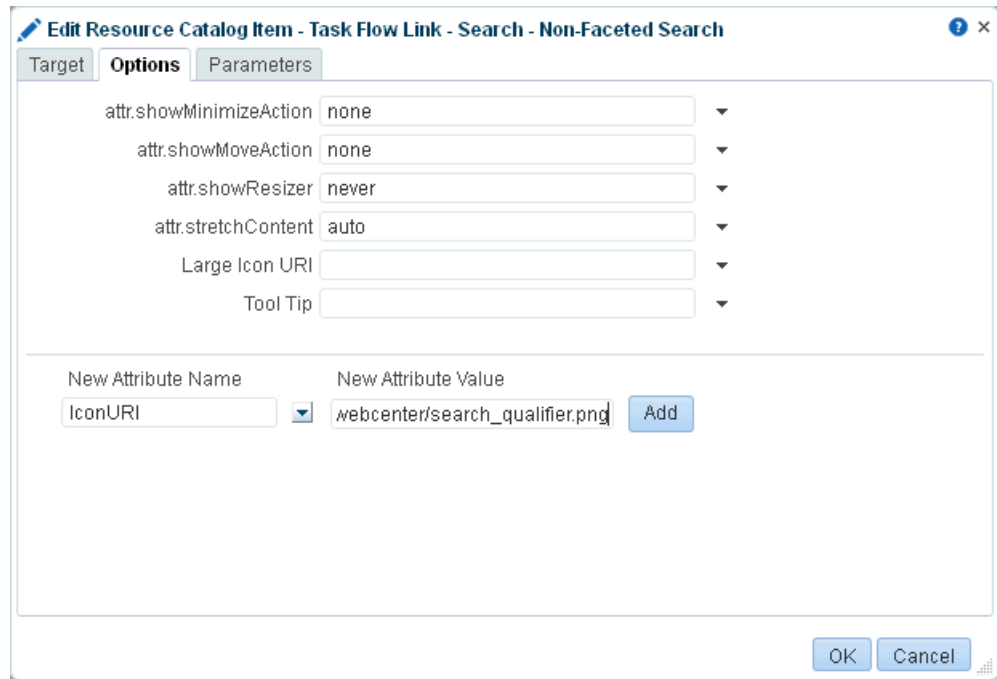 Edit Resource Catalog Item - Task Flow Link - Search - Non-Faceted Search
Target Options Parameters
attr.showMinimizeAction none
attr.showMoveAction none
attr.showResizer never
attr.stretchContent auto
Large Icon URI
Tool Tip
New Attribute Name New Attribute Value
IconURI webcenter/search_qualifier.png Add
OK Cancel